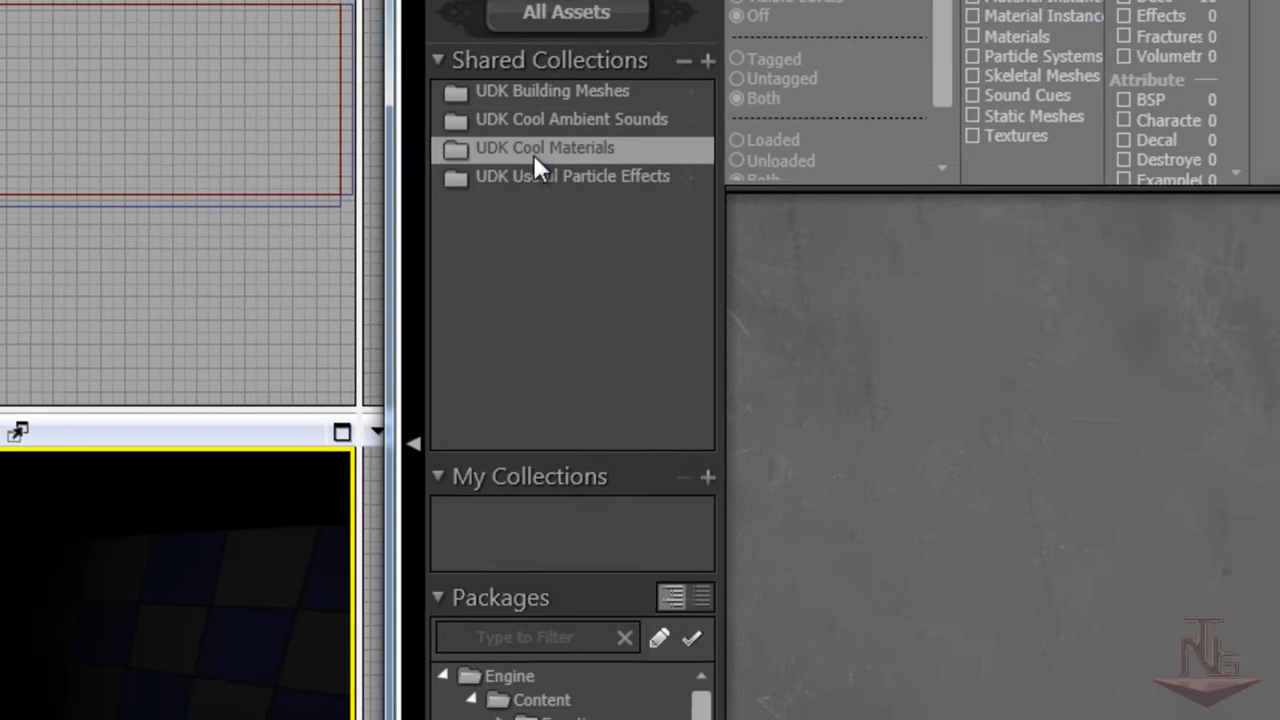 All Assets
Shared Collections
UDK Building Meshes
UDK Cool Ambient Sounds
UDK Cool Materials
UDK Useful Particle Effects
My Collections
Packages
Type to Filter
Engine
Content
Off
Tagged
Untagged
Both
Loaded
Unloaded
Both
Material Instanc
Materials
Particle Systems
Skeletal Meshes
Sound Cues
Static Meshes
Textures
Effects 0
Fractures 0
Volumetr 0
Attribute
BSP 0
Characte 0
Decal 0
Destroye 0
Example( 0